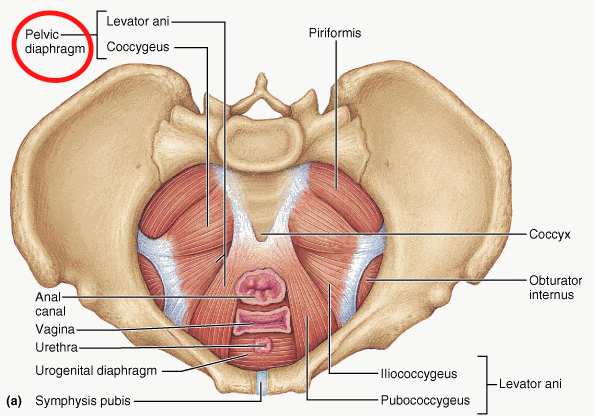 Pelvic
diaphragm
Levator ani
Coccygeus
Piriformis
Coccyx
Obturator
internus
Anal
canal
Vagina
Urethra
Urogenital diaphragm
(a) Symphysis pubis
Iliococcygeus
Pubococcygeus
Levator ani